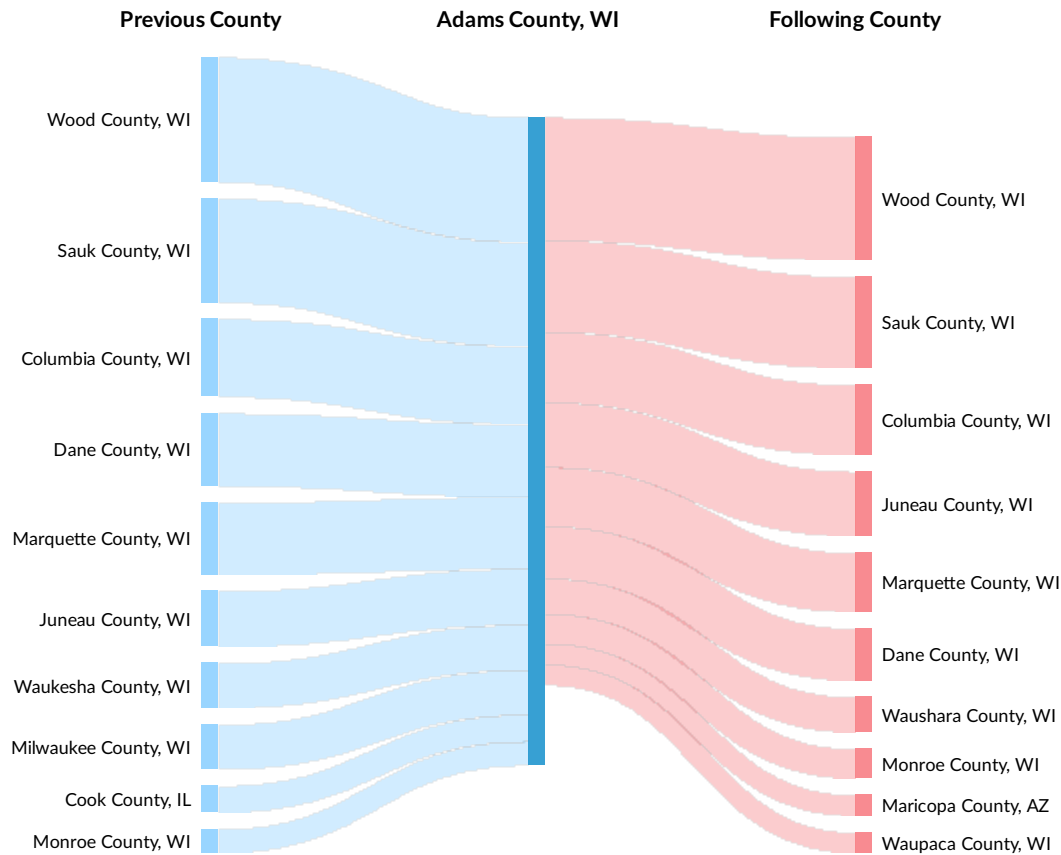 Previous County
Adams County, WI
Following County
Wood County, WI
Sauk County, WI
Columbia County, WI
Dane County, WI
Marquette County, WI
Juneau County, WI
Waukesha County, WI
Milwaukee County, WI
Cook County, IL
Monroe County, WI
Wood County, WI
Sauk County, WI
Columbia County, WI
Juneau County, WI
Marquette County, WI
Dane County, WI
Waushara County, WI
Monroe County, WI
Maricopa County, AZ
Waupaca County, WI